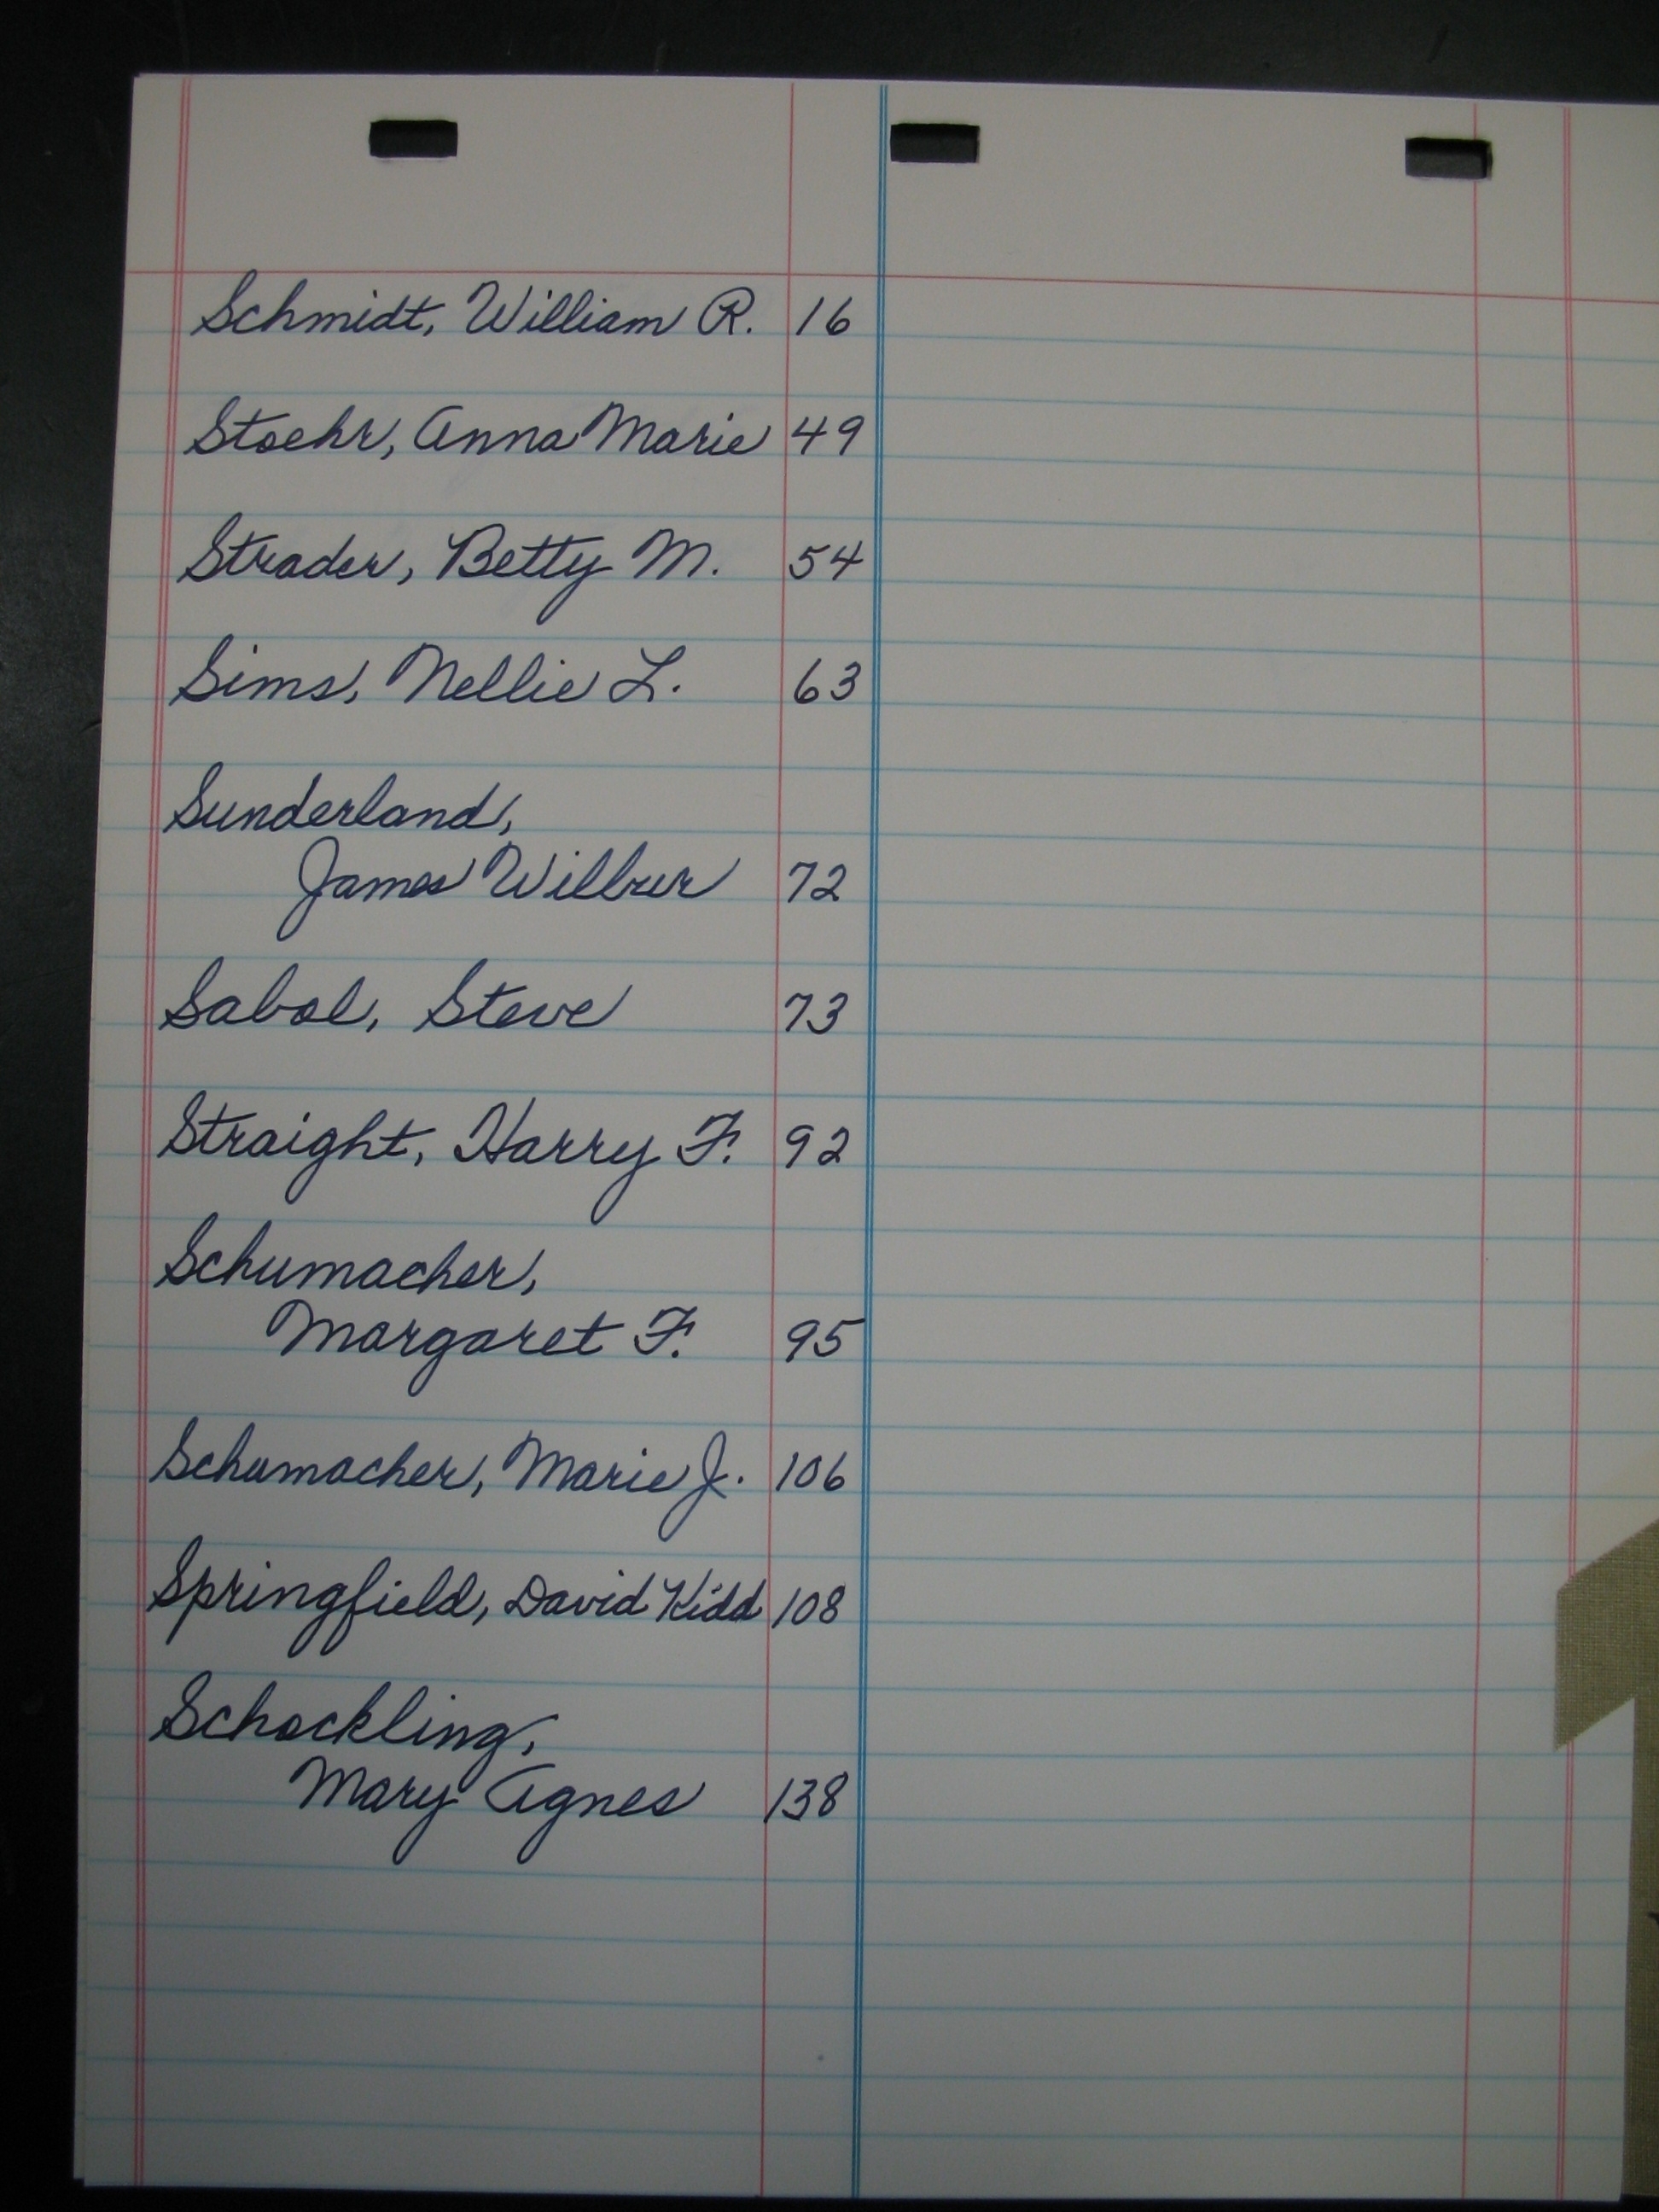 Schmidt, William R. 16
Stoehr, Anna Marie 49
Strader, Betty M. 54
Sims, Nellie L. 63
Sunderland,
James Wilbur 72
Sabol, Steve 73
Straight, Harry F. 92
Schumacher,
Margaret F. 95
Schumacher, Marie J. 106
Springfield, David Kidd 108
Schockling,
Mary Agnes 138